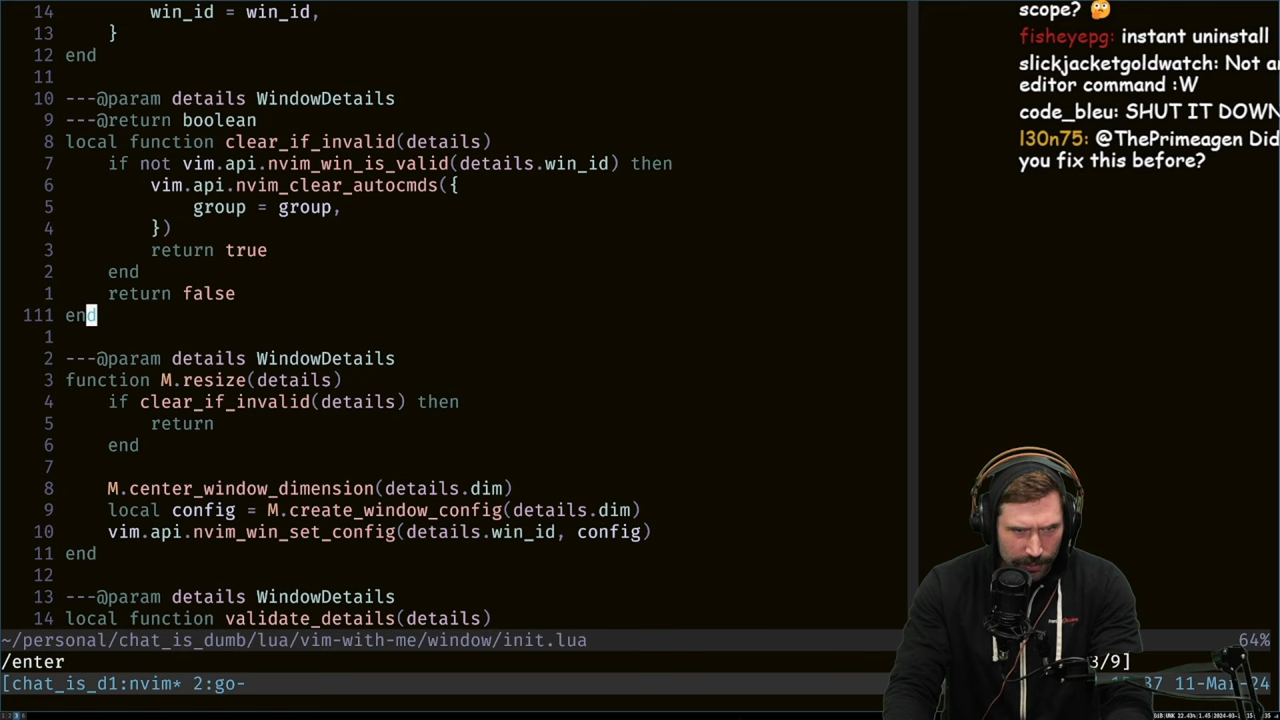 14 win_id = win_id,
13 }
12 end
11
10 ---@param details WindowDetails
9 ---@return boolean
8 local function clear_if_invalid(details)
7 if not vim.api.nvim_win_is_valid(details.win_id) then
6 vim.api.nvim_clear_autocmds({
5 group = group,
4 })
3 return true
2 end
1 return false
111 end
1
2 ---@param details WindowDetails
3 function M.resize(details)
4 if clear_if_invalid(details) then
5 return
6 end
7
8 M.center_window_dimension(details.dim)
9 local config = M.create_window_config(details.dim)
10 vim.api.nvim_win_set_config(details.win_id, config)
11 end
12
13 ---@param details WindowDetails
14 local function validate_details(details)
~/personal/chat_is_dumb/lua/vim-with-me/window/init.lua 64%
/enter 3/9]
[chat_is_d1:nvim* 2:go- 37 11-Mar-24
scope? 🤔
fisheyepg: instant uninstall
slickjacketgoldwatch: Not an
editor command :W
code_bleu: SHUT IT DOWN
l30n75: @ThePrimeagen Did
you fix this before?